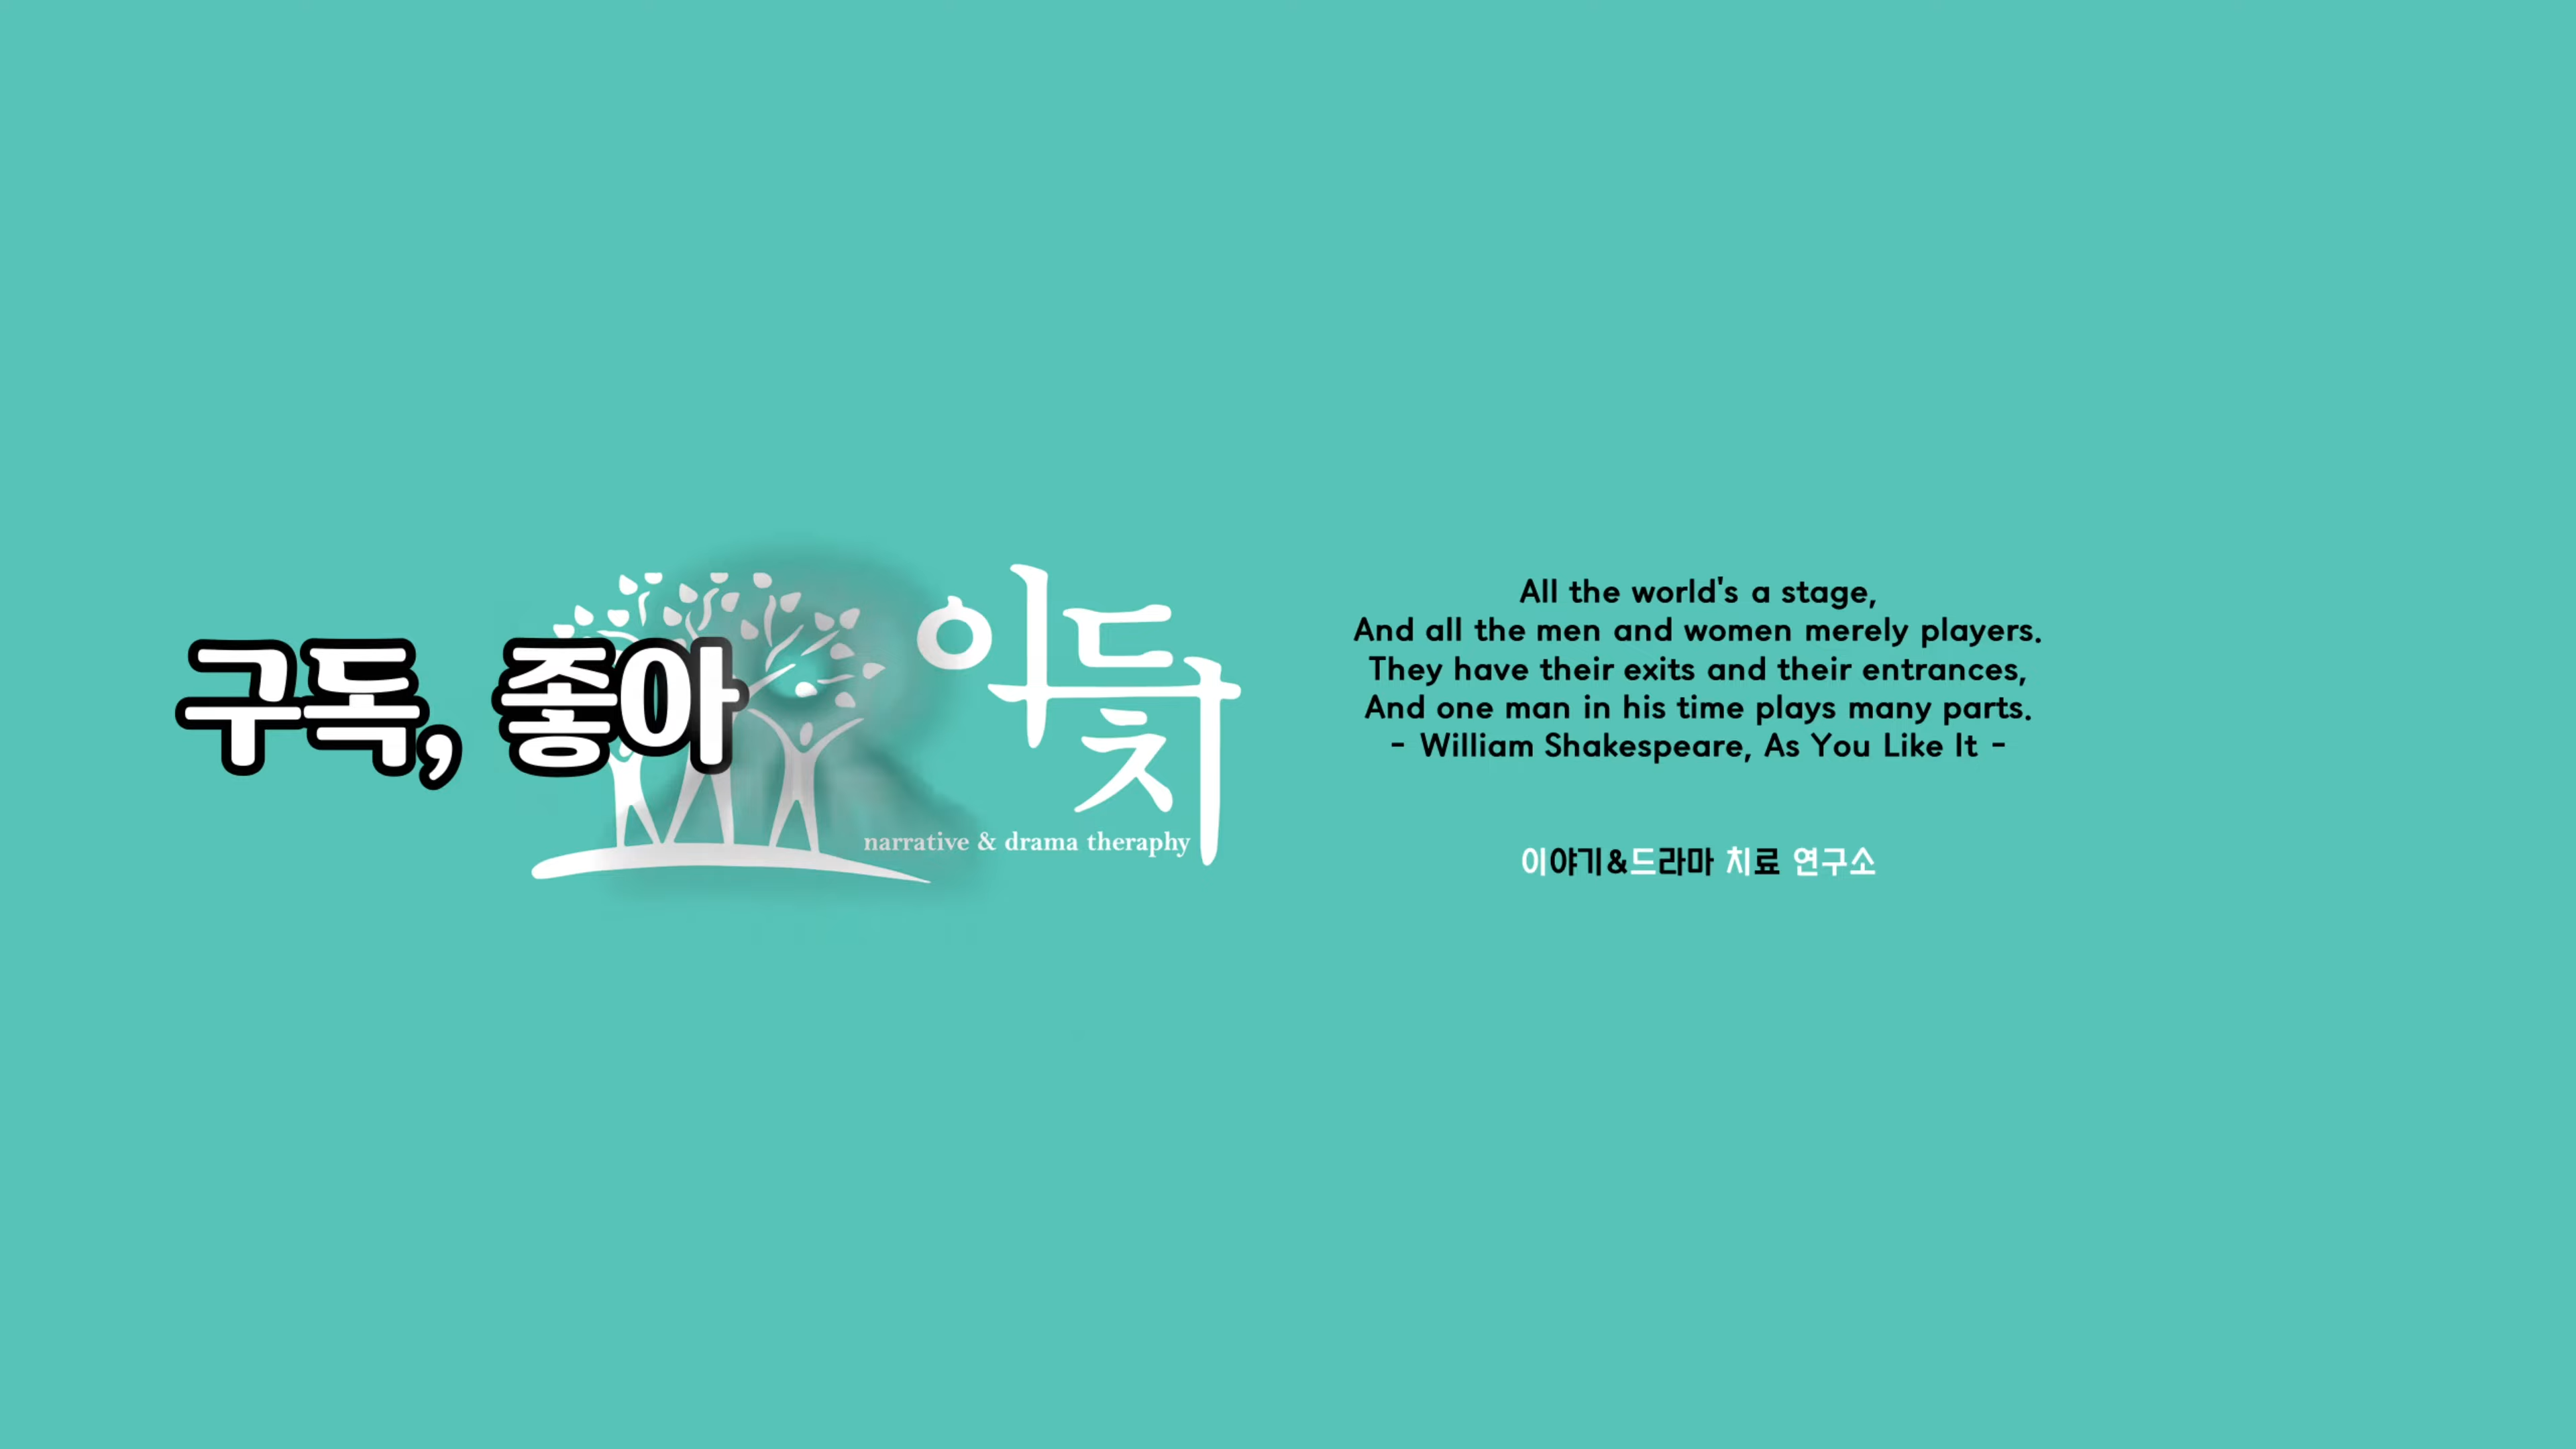 구독, 좋아
이드치
narrative & drama theraphy
All the world's a stage,
And all the men and women merely players.
They have their exits and their entrances,
And one man in his time plays many parts.
- William Shakespeare, As You Like It -
이야기&드라마 치료 연구소